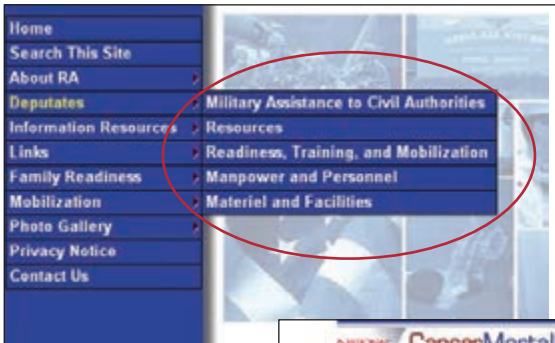 Home
Search This Site
About RA
Deputates
Information Resources
Links
Family Readiness
Mobilization
Photo Gallery
Privacy Notice
Contact Us
Military Assistance to Civil Authorities
Resources
Readiness, Training, and Mobilization
Manpower and Personnel
Materiel and Facilities